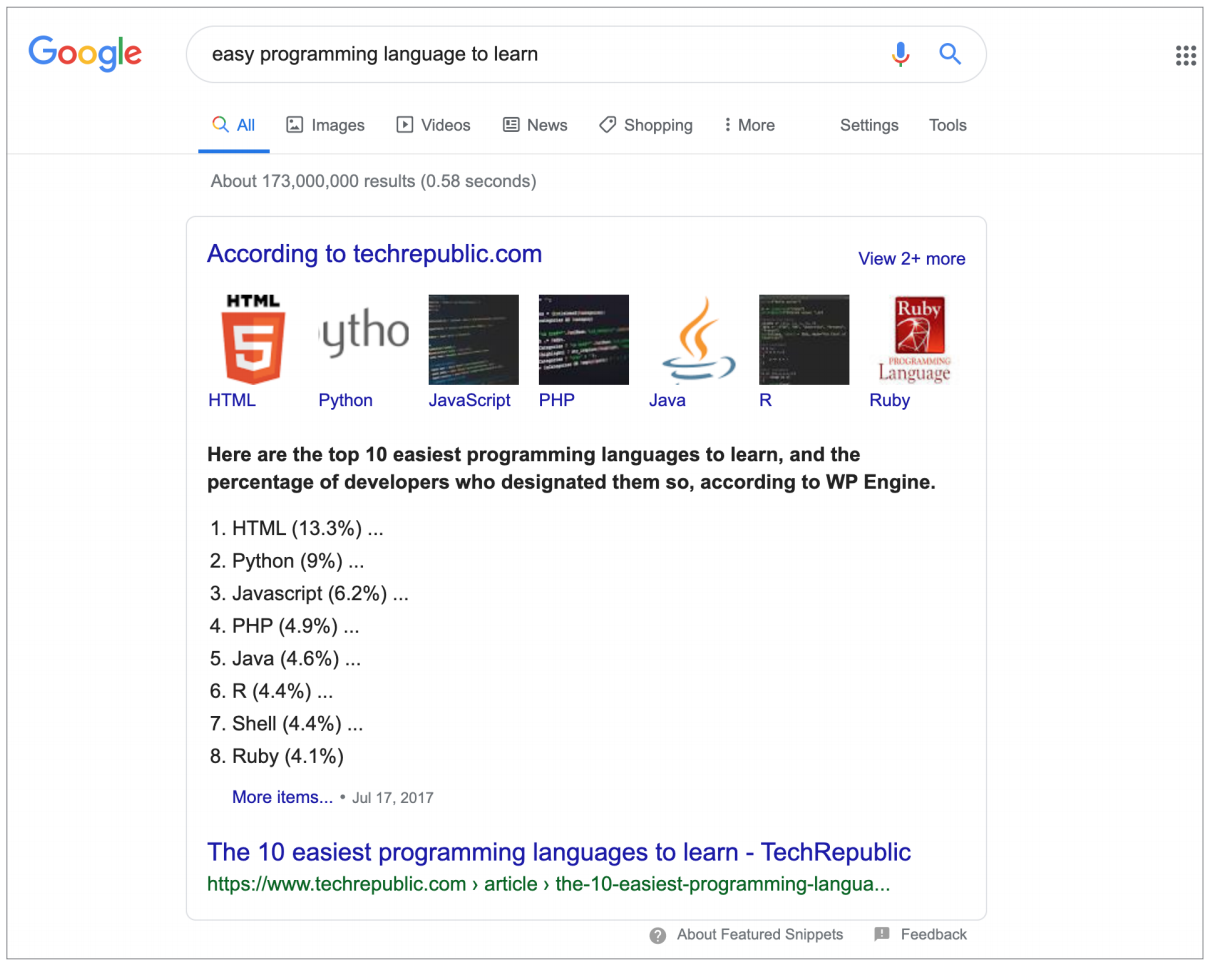 Google
easy programming language to learn
All Images Videos News Shopping More Settings Tools
About 173,000,000 results (0.58 seconds)
According to techrepublic.com
View 2+ more
HTML
5
ytho
Ruby
PROGRAMMING
Language
HTML Python JavaScript PHP Java R Ruby
Here are the top 10 easiest programming languages to learn, and the
percentage of developers who designated them so, according to WP Engine.
1. HTML (13.3%) ...
2. Python (9%) ...
3. Javascript (6.2%) ...
4. PHP (4.9%) ...
5. Java (4.6%) ...
6. R (4.4%) ...
7. Shell (4.4%) ...
8. Ruby (4.1%)
More items... • Jul 17, 2017
The 10 easiest programming languages to learn - TechRepublic
https://www.techrepublic.com › article › the-10-easiest-programming-langua...
About Featured Snippets Feedback